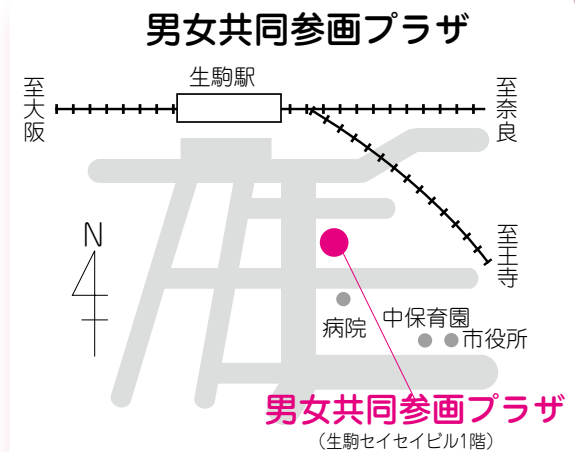 男女共同参画プラザ
生駒駅
至大阪
至奈良
至王寺
N
病院
中保育園
市役所
男女共同参画プラザ
（生駒セイセイビル1階）